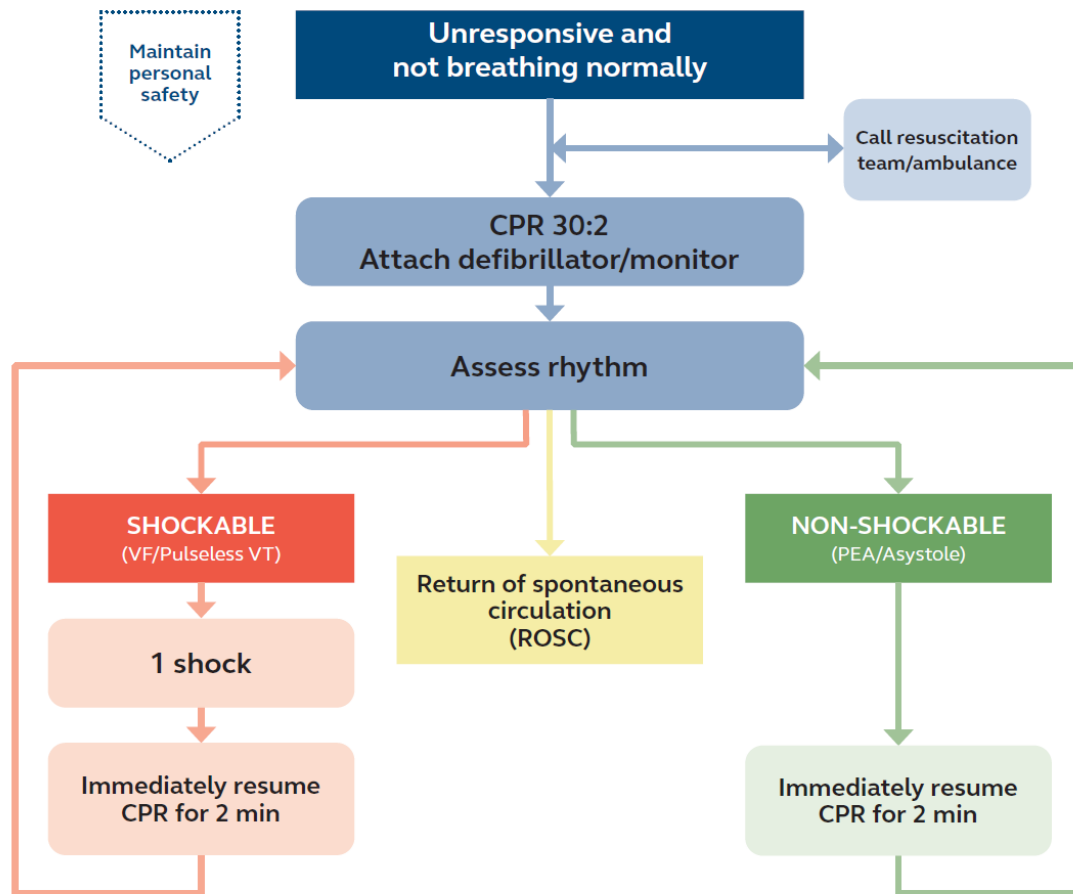 Maintain
personal
safety
Unresponsive and
not breathing normally
Call resuscitation
team/ambulance
CPR 30:2
Attach defibrillator/monitor
Assess rhythm
SHOCKABLE
(VF/Pulseless VT)
NON-SHOCKABLE
(PEA/Asystole)
Return of spontaneous
circulation
(ROSC)
1 shock
Immediately resume
CPR for 2 min
Immediately resume
CPR for 2 min